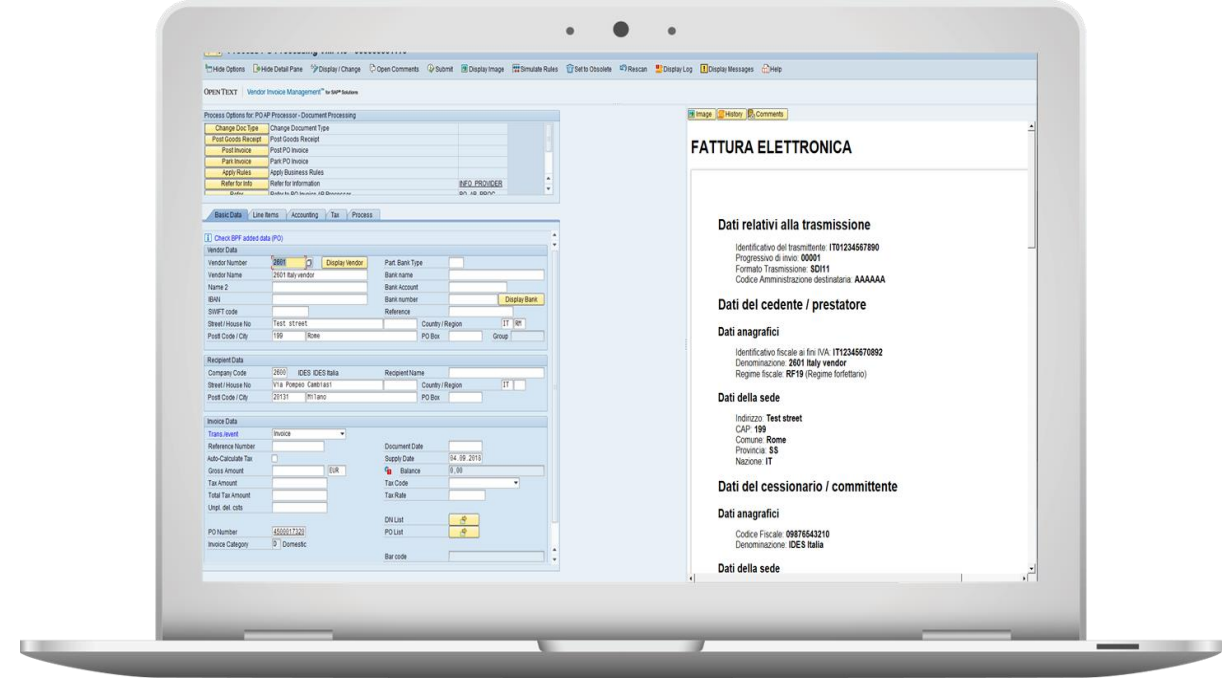 Hide Options Hide Detail Pane Display / Change Open Comments Submit Display Image Simulate Rules Set to Obsolete Rescan Display Log Display Messages Help
OPEN TEXT Vendor Invoice Management™ for SAP® Solutions
Process Options for: PO AP Processor - Document Processing
Change Doc Type Change Document Type
Post Goods Receipt Post Goods Receipt
Post Invoice Post PO Invoice
Park Invoice Park PO Invoice
Apply Rules Apply Business Rules
Refer for Info Refer for Information INFO_PROVIDER
Refer Refer to PO Invoice AP Processor PO_AP_PROC
Basic Data Line Items Accounting Tax Process
Check BPF added data (PO)
Vendor Data
Vendor Number 2601 Display Vendor Part. Bank Type
Vendor Name 2601 Italy vendor Bank name
Name 2 Bank Account
IBAN Bank number Display Bank
SWIFT code Reference
Street / House No Test street Country / Region IT RM
Postl Code / City 199 Rome PO Box Group
Recipient Data
Company Code 2600 IDES IDES Italia Recipient Name
Street / House No Via Pompeo Cambiasi Country / Region IT
Postl Code / City 20131 Milano PO Box
Invoice Data
Trans./event Invoice
Reference Number Document Date
Auto-Calculate Tax Supply Date 04.09.2018
Gross Amount EUR Balance 0,00
Tax Amount Tax Code
Total Tax Amount Tax Rate
Unpl. del. csts
DN List
PO Number 4500017320 PO List
Invoice Category D Domestic
Bar code
Image History Comments
FATTURA ELETTRONICA
Dati relativi alla trasmissione
Identificativo del trasmittente: IT01234567890
Progressivo di invio: 00001
Formato Trasmissione: SDI11
Codice Amministrazione destinataria: AAAAAA
Dati del cedente / prestatore
Dati anagrafici
Identificativo fiscale ai fini IVA: IT12345670892
Denominazione: 2601 Italy vendor
Regime fiscale: RF19 (Regime forfettario)
Dati della sede
Indirizzo: Test street
CAP: 199
Comune: Rome
Provincia: SS
Nazione: IT
Dati del cessionario / committente
Dati anagrafici
Codice Fiscale: 09876543210
Denominazione: IDES Italia
Dati della sede